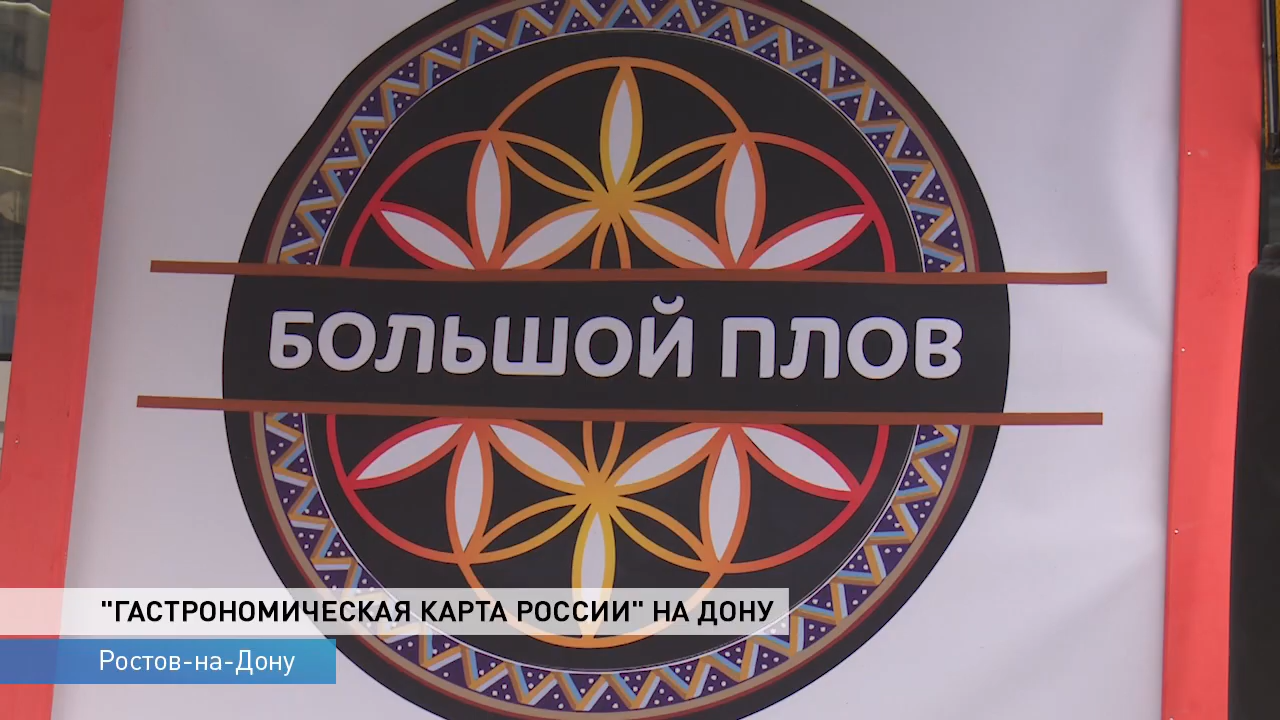 БОЛЬШОЙ ПЛОВ
"ГАСТРОНОМИЧЕСКАЯ КАРТА РОССИИ" НА ДОНУ
Ростов-на-Дону